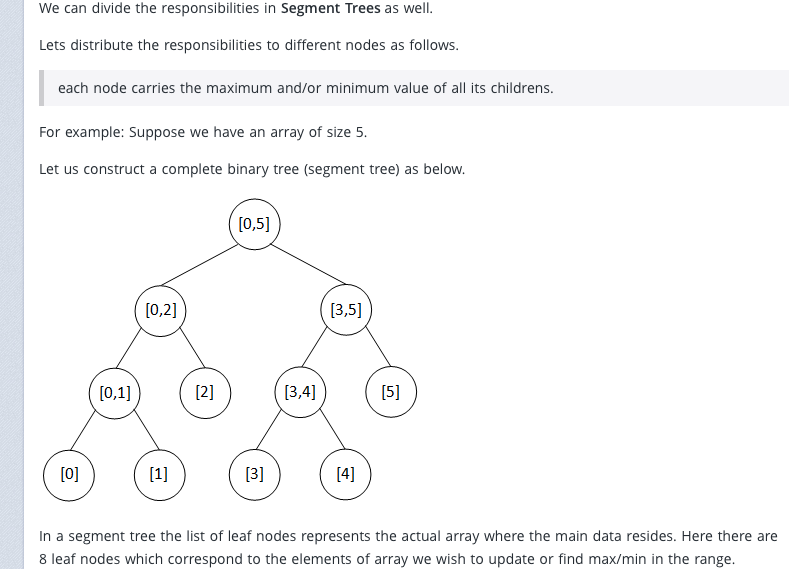 We can divide the responsibilities in Segment Trees as well.
Lets distribute the responsibilities to different nodes as follows.
each node carries the maximum and/or minimum value of all its childrens.
For example: Suppose we have an array of size 5.
Let us construct a complete binary tree (segment tree) as below.
[0,5]
[0,2] [3,5]
[0,1] [2] [3,4] [5]
[0] [1] [3] [4]
In a segment tree the list of leaf nodes represents the actual array where the main data resides. Here there are
8 leaf nodes which correspond to the elements of array we wish to update or find max/min in the range.